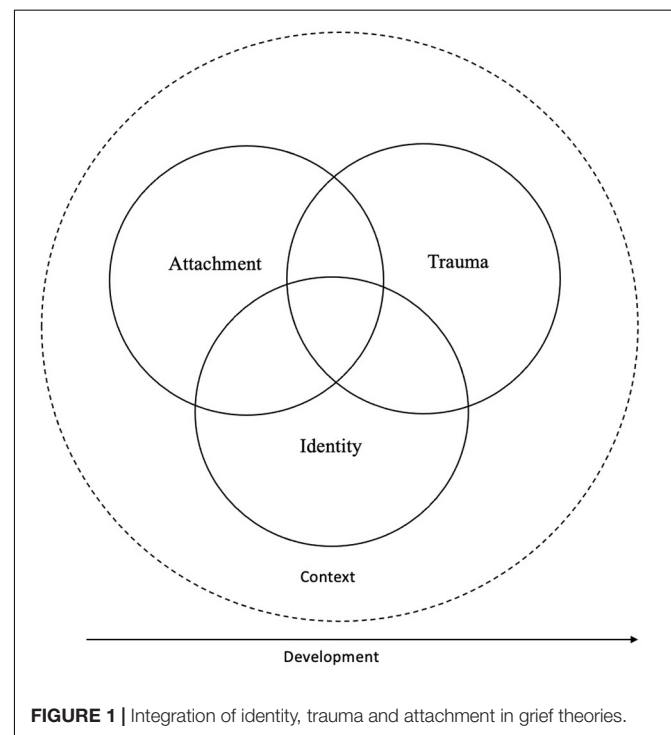 Attachment
Trauma
Identity
Context
Development
FIGURE 1 | Integration of identity, trauma and attachment in grief theories.